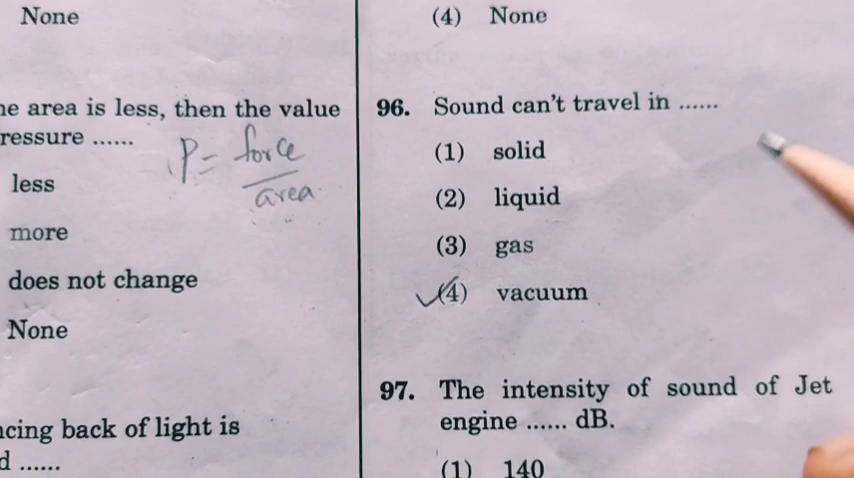 None
ne area is less, then the value
ressure ......
P = force
area
less
more
does not change
None
ncing back of light is
d ......
(4) None
96. Sound can't travel in ......
(1) solid
(2) liquid
(3) gas
(4) vacuum
97. The intensity of sound of Jet
engine ...... dB.
(1) 140